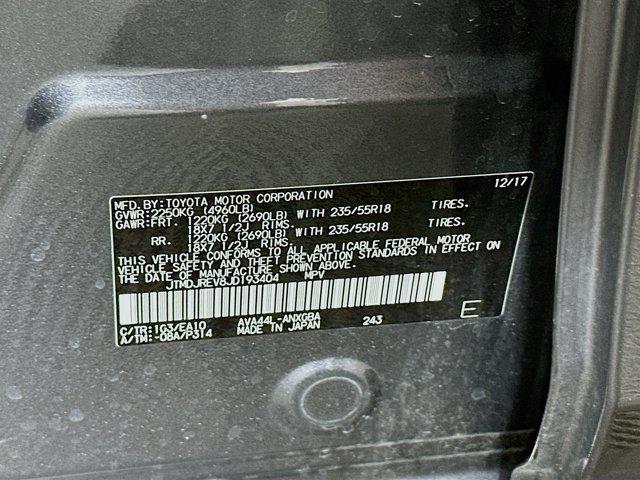 12/17
MFD. BY: TOYOTA MOTOR CORPORATION
GVWR: 2250KG (4960LB)
GAWR: FRT. 1220KG (2690LB) WITH 235/55R18 TIRES.
18X7 1/2J RIMS.
RR. 1220KG (2690LB) WITH 235/55R18 TIRES.
18X7 1/2J RIMS.
THIS VEHICLE CONFORMS TO ALL APPLICABLE FEDERAL MOTOR
VEHICLE SAFETY AND THEFT PREVENTION STANDARDS IN EFFECT ON
THE DATE OF MANUFACTURE SHOWN ABOVE.
JTMDJREV8JD193404 MPV
C/TR: 1G3/EA10 AVA44L-ANXGBA 243
A/TM: -08A/P314 MADE IN JAPAN E